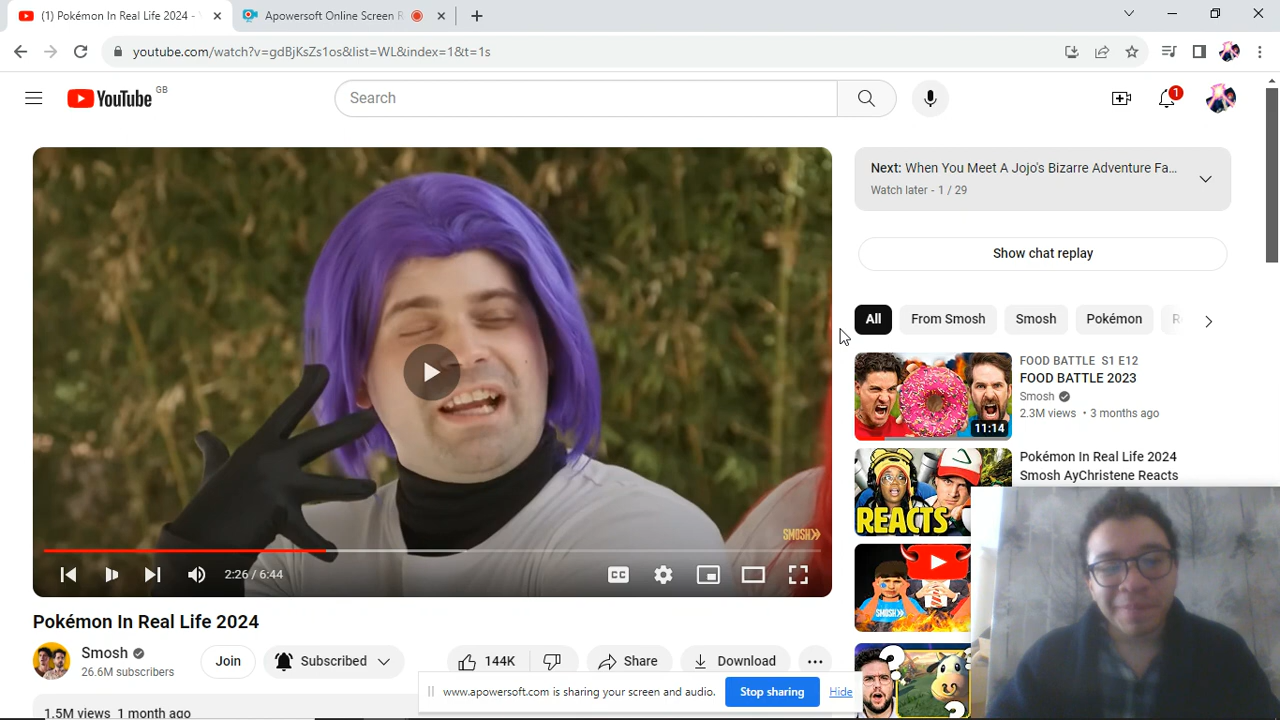 (1) Pokémon In Real Life 2024 -
Apowersoft Online Screen R
youtube.com/watch?v=gdBjKsZs1os&list=WL&index=1&t=1s
YouTube GB
Search
1
Next: When You Meet A Jojo's Bizarre Adventure Fa...
Watch later - 1 / 29
Show chat replay
All
From Smosh
Smosh
Pokémon
FOOD BATTLE S1 E12
FOOD BATTLE 2023
Smosh
2.3M views • 3 months ago
11:14
Pokémon In Real Life 2024
Smosh AyChristene Reacts
REACTS
SMOSH
SMOSH
2:26 / 6:44
CC
Pokémon In Real Life 2024
Smosh
26.6M subscribers
Join
Subscribed
144K
Share
Download
www.apowersoft.com is sharing your screen and audio.
Stop sharing
Hide
1.5M views 1 month ago